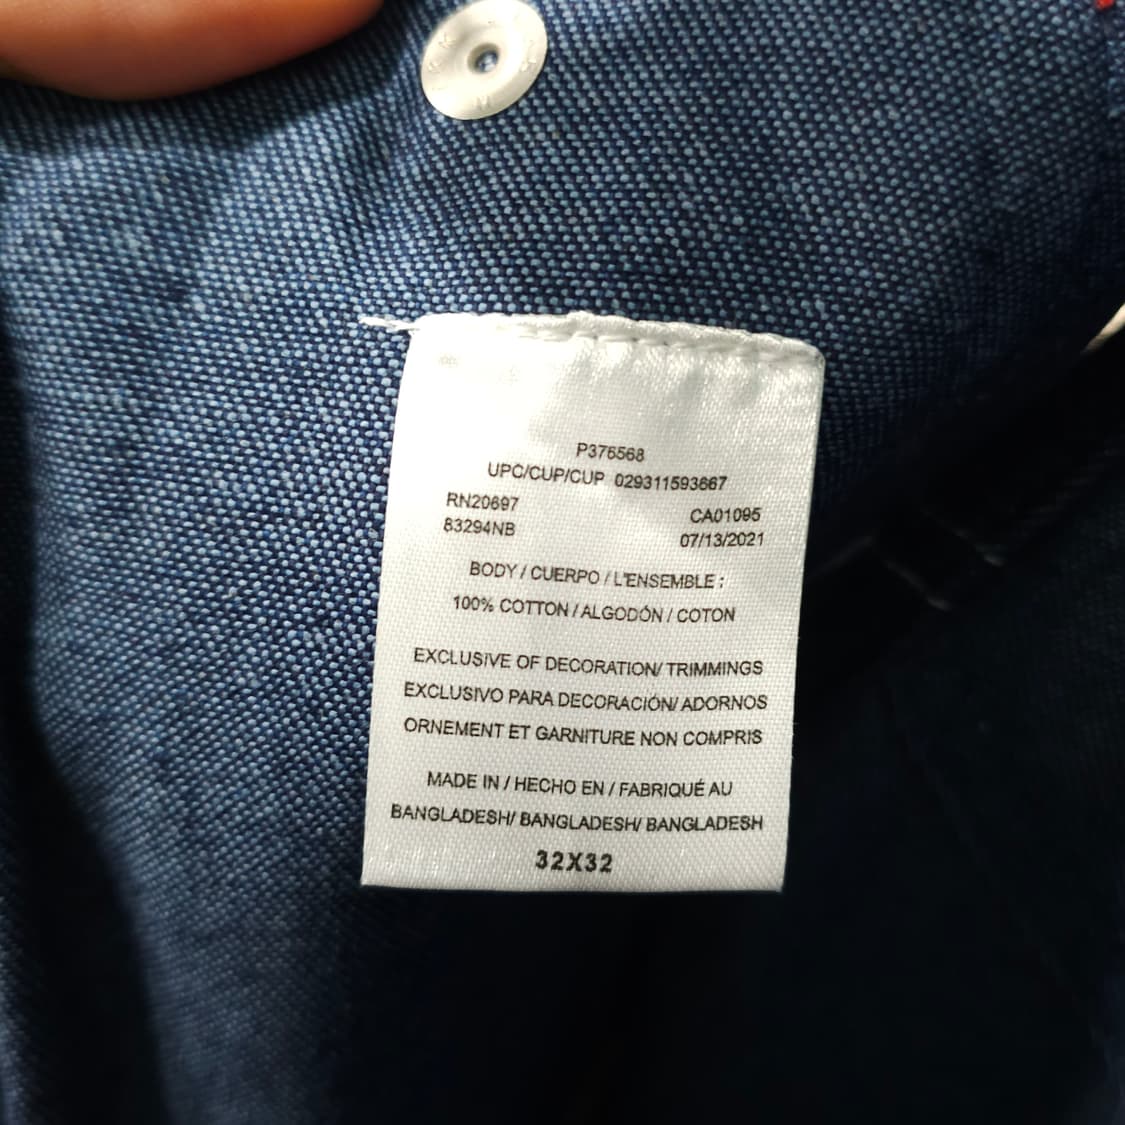 P376568
UPC/CUP/CUP 029311593667
RN20697 CA01095
83294NB 07/13/2021
BODY / CUERPO / L'ENSEMBLE :
100% COTTON / ALGODÓN / COTON
EXCLUSIVE OF DECORATION/ TRIMMINGS
EXCLUSIVO PARA DECORACIÓN/ ADORNOS
ORNEMENT ET GARNITURE NON COMPRIS
MADE IN / HECHO EN / FABRIQUÉ AU
BANGLADESH/ BANGLADESH/ BANGLADESH
32X32